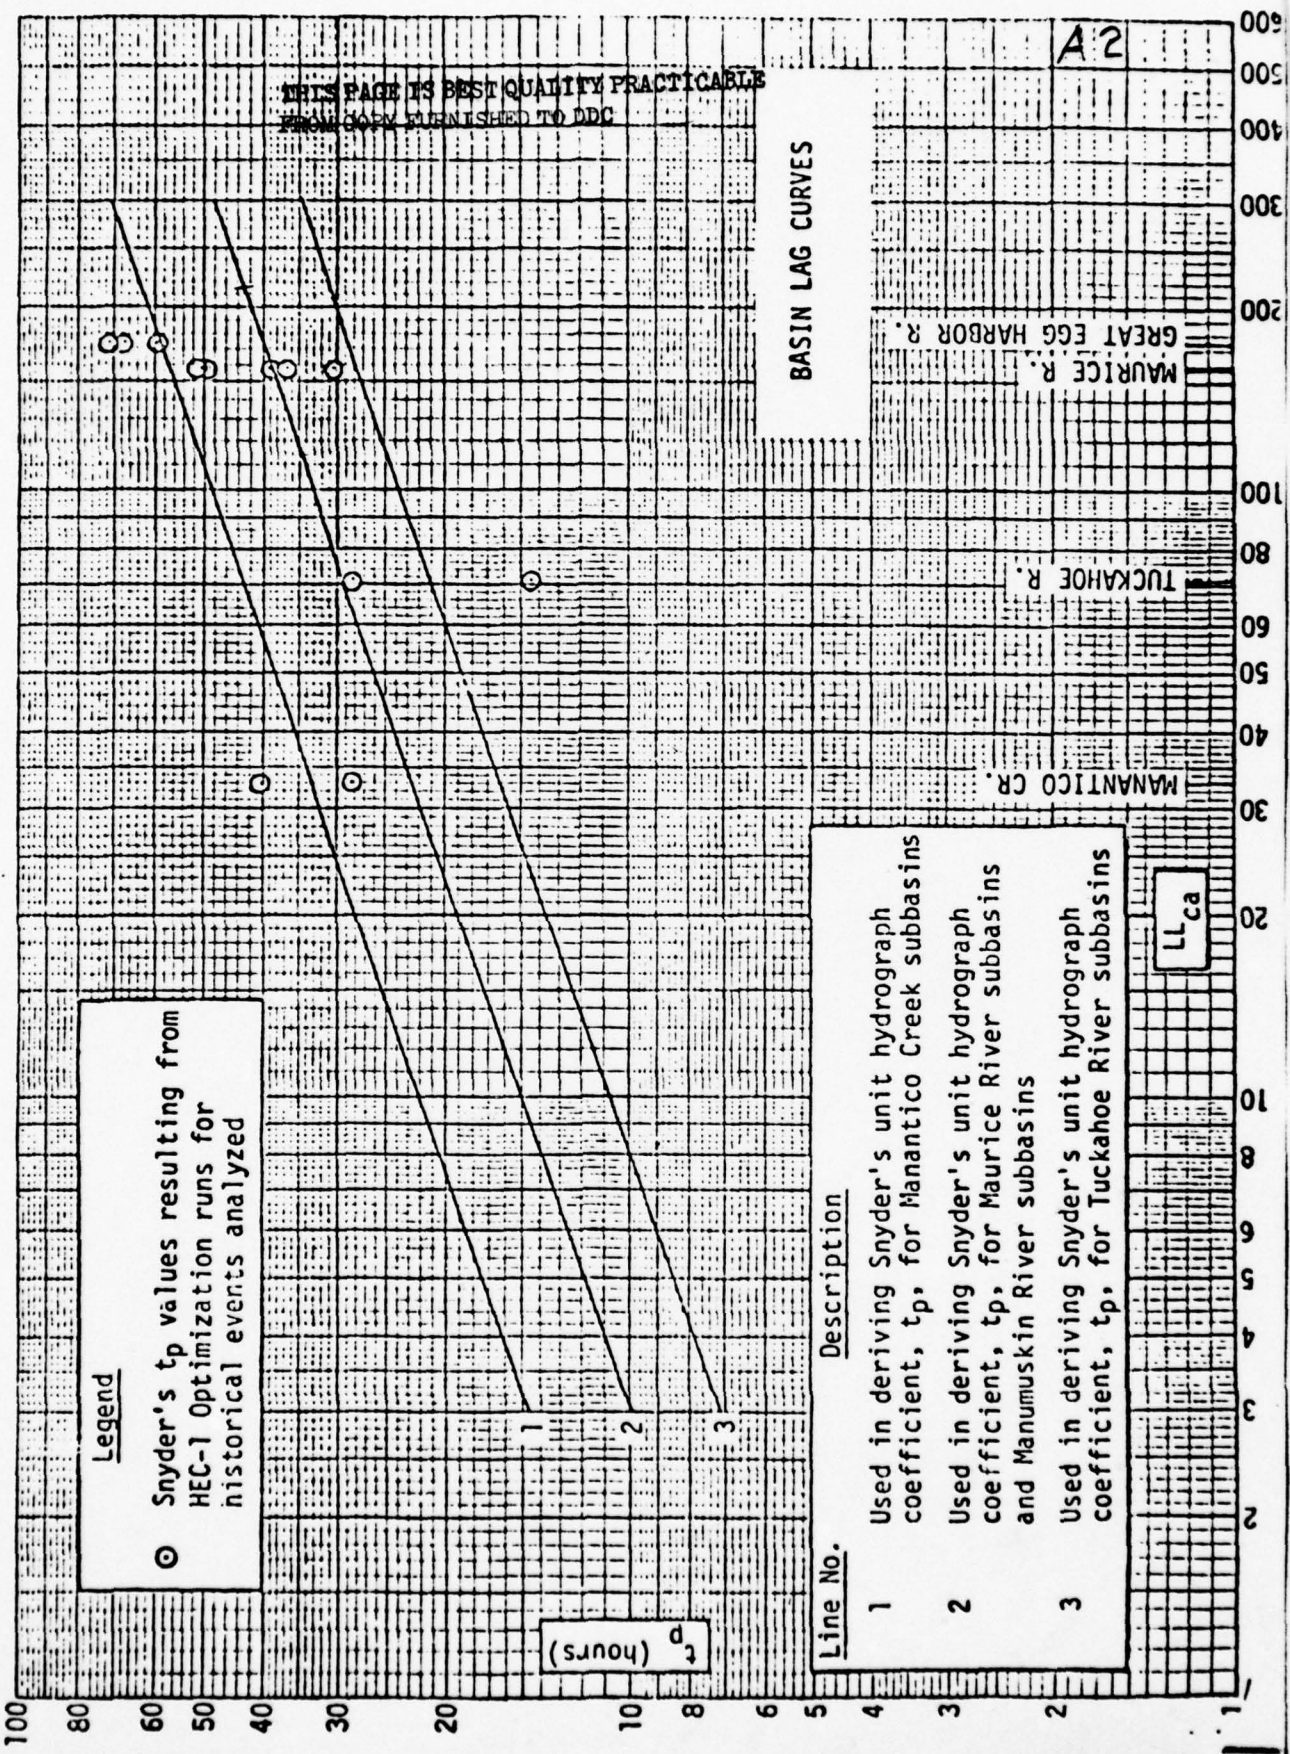 A2
THIS PAGE IS BEST QUALITY PRACTICABLE
FROM COPY FURNISHED TO DDC
BASIN LAG CURVES
Legend
Snyder's tp values resulting from
HEC-1 Optimization runs for
historical events analyzed
tp (hours)
100
80
60
50
40
30
20
10
8
6
5
4
3
2
1
1
2
3
Line No. Description
1 Used in deriving Snyder's unit hydrograph
coefficient, tp, for Manantico Creek subbasins
2 Used in deriving Snyder's unit hydrograph
coefficient, tp, for Maurice River subbasins
and Manumuskin River subbasins
3 Used in deriving Snyder's unit hydrograph
coefficient, tp, for Tuckahoe River subbasins
LLca
MANANTICO CR.
TUCKAHOE R.
MAURICE R.
GREAT EGG HARBOR R.
1
2
3
4
5
6
8
10
20
30
40
50
60
80
100
200
300
400
500
600